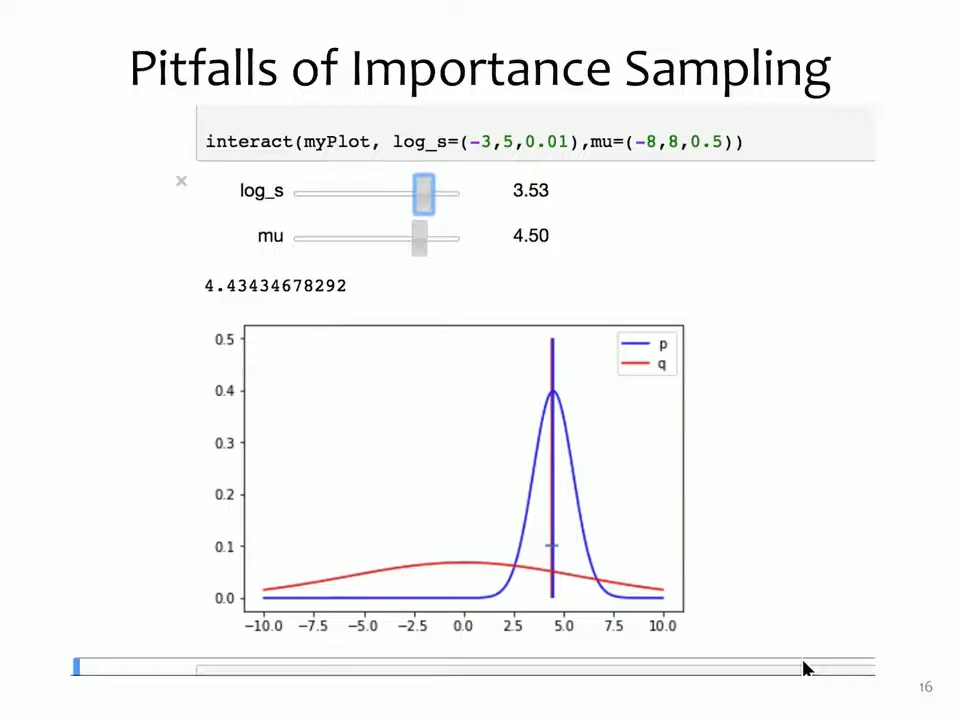 Pitfalls of Importance Sampling
interact(myPlot, log_s=(-3,5,0.01),mu=(-8,8,0.5))
×
log_s 3.53
mu 4.50
4.43434678292
0.5
0.4
0.3
0.2
0.1
0.0
p
q
−10.0 −7.5 −5.0 −2.5 0.0 2.5 5.0 7.5 10.0
16